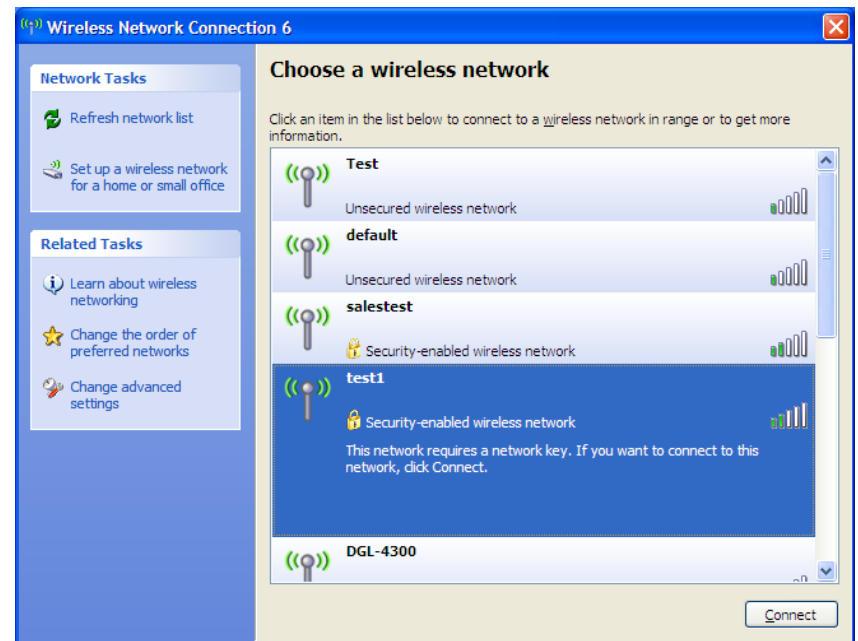 Wireless Network Connection 6
Network Tasks
Refresh network list
Set up a wireless network
for a home or small office
Related Tasks
Learn about wireless
networking
Change the order of
preferred networks
Change advanced
settings
Choose a wireless network
Click an item in the list below to connect to a wireless network in range or to get more
information.
Test
Unsecured wireless network
default
Unsecured wireless network
salestest
Security-enabled wireless network
test1
Security-enabled wireless network
This network requires a network key. If you want to connect to this
network, click Connect.
DGL-4300
Connect